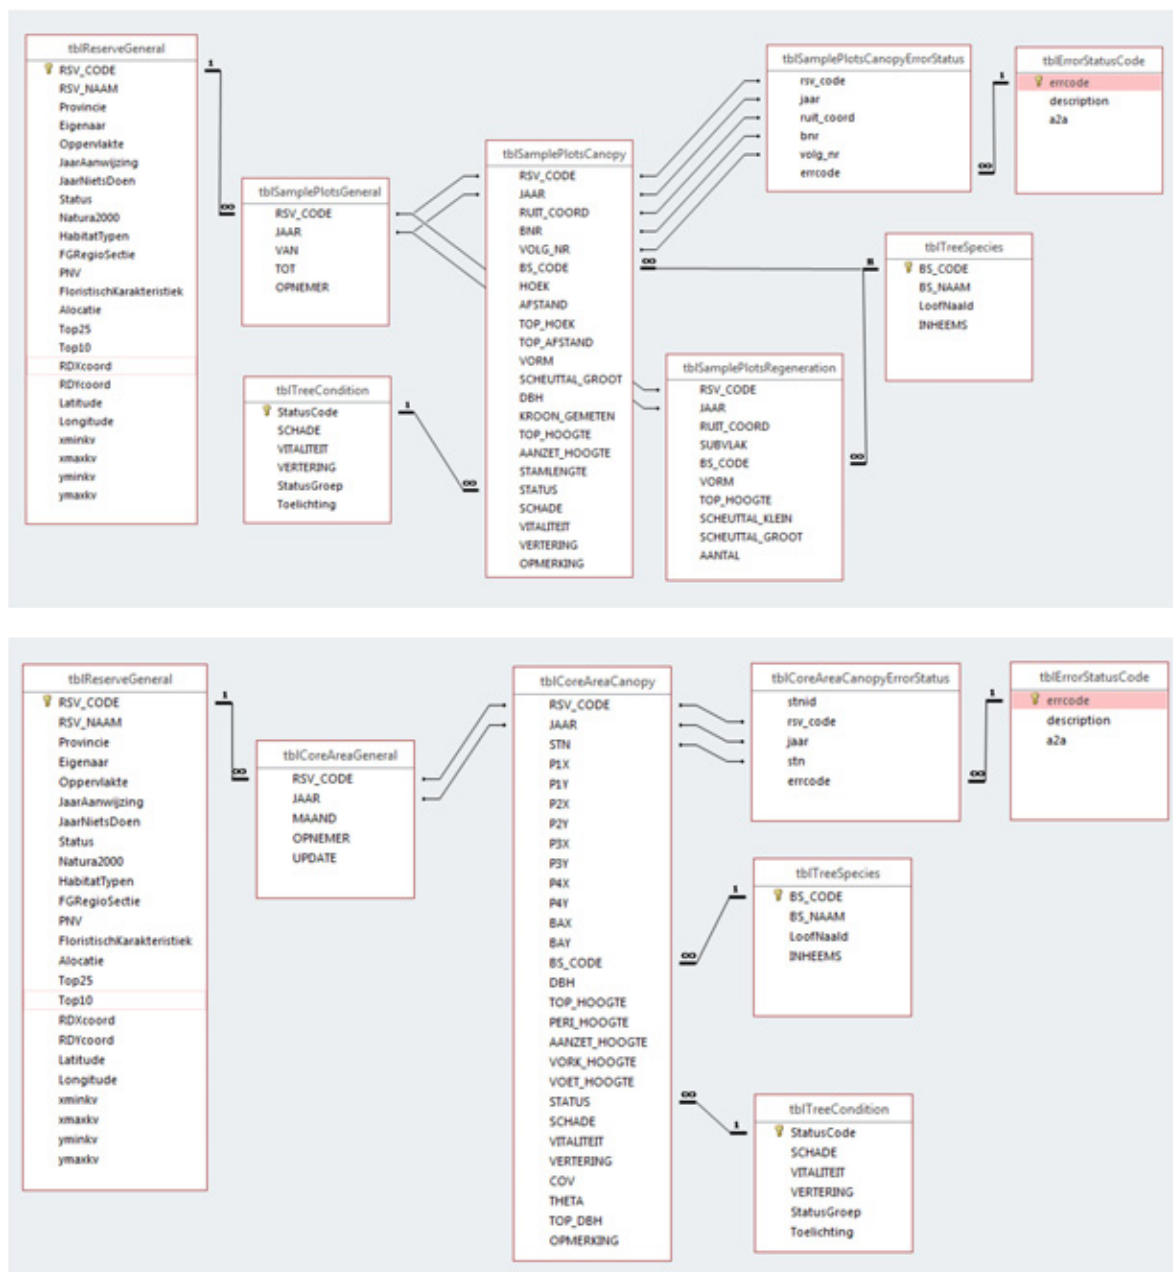 tblReserveGeneral
RSV_CODE
RSV_NAAM
Provincie
Eigenaar
Oppervlakte
JaarAanwijzing
JaarNietsDoen
Status
Natura2000
HabitatTypen
FGRegioSectie
PNV
FloristischKarakteristiek
Alocatie
Top25
Top10
RDXcoord
RDYcoord
Latitude
Longitude
xminkv
xmaxkv
yminkv
ymaxkv
1
∞
tblSamplePlotsGeneral
RSV_CODE
JAAR
VAN
TOT
OPNEMER
tblTreeCondition
StatusCode
SCHADE
VITALITEIT
VERTERING
StatusGroep
Toelichting
1
∞
tblSamplePlotsCanopy
RSV_CODE
JAAR
RUIT_COORD
BNR
VOLG_NR
BS_CODE
HOEK
AFSTAND
TOP_HOEK
TOP_AFSTAND
VORM
SCHEUTTAL_GROOT
DBH
KROON_GEMETEN
TOP_HOOGTE
AANZET_HOOGTE
STAMLENGTE
STATUS
SCHADE
VITALITEIT
VERTERING
OPMERKING
∞
tblSamplePlotsCanopyErrorStatus
rsv_code
jaar
ruit_coord
bnr
volg_nr
errcode
1
∞
tblErrorStatusCode
errcode
description
a2a
tblTreeSpecies
BS_CODE
BS_NAAM
LoofNaald
INHEEMS
tblSamplePlotsRegeneration
RSV_CODE
JAAR
RUIT_COORD
SUBVLAK
BS_CODE
VORM
TOP_HOOGTE
SCHEUTTAL_KLEIN
SCHEUTTAL_GROOT
AANTAL
∞
tblReserveGeneral
RSV_CODE
RSV_NAAM
Provincie
Eigenaar
Oppervlakte
JaarAanwijzing
JaarNietsDoen
Status
Natura2000
HabitatTypen
FGRegioSectie
PNV
FloristischKarakteristiek
Alocatie
Top25
Top10
RDXcoord
RDYcoord
Latitude
Longitude
xminkv
xmaxkv
yminkv
ymaxkv
1
∞
tblCoreAreaGeneral
RSV_CODE
JAAR
MAAND
OPNEMER
UPDATE
tblCoreAreaCanopy
RSV_CODE
JAAR
STN
P1X
P1Y
P2X
P2Y
P3X
P3Y
P4X
P4Y
BAX
BAY
BS_CODE
DBH
TOP_HOOGTE
PERI_HOOGTE
AANZET_HOOGTE
VORK_HOOGTE
VOET_HOOGTE
STATUS
SCHADE
VITALITEIT
VERTERING
COV
THETA
TOP_DBH
OPMERKING
tblCoreAreaCanopyErrorStatus
stnid
rsv_code
jaar
stn
errcode
1
∞
tblErrorStatusCode
errcode
description
a2a
∞
1
tblTreeSpecies
BS_CODE
BS_NAAM
LoofNaald
INHEEMS
∞
1
tblTreeCondition
StatusCode
SCHADE
VITALITEIT
VERTERING
StatusGroep
Toelichting